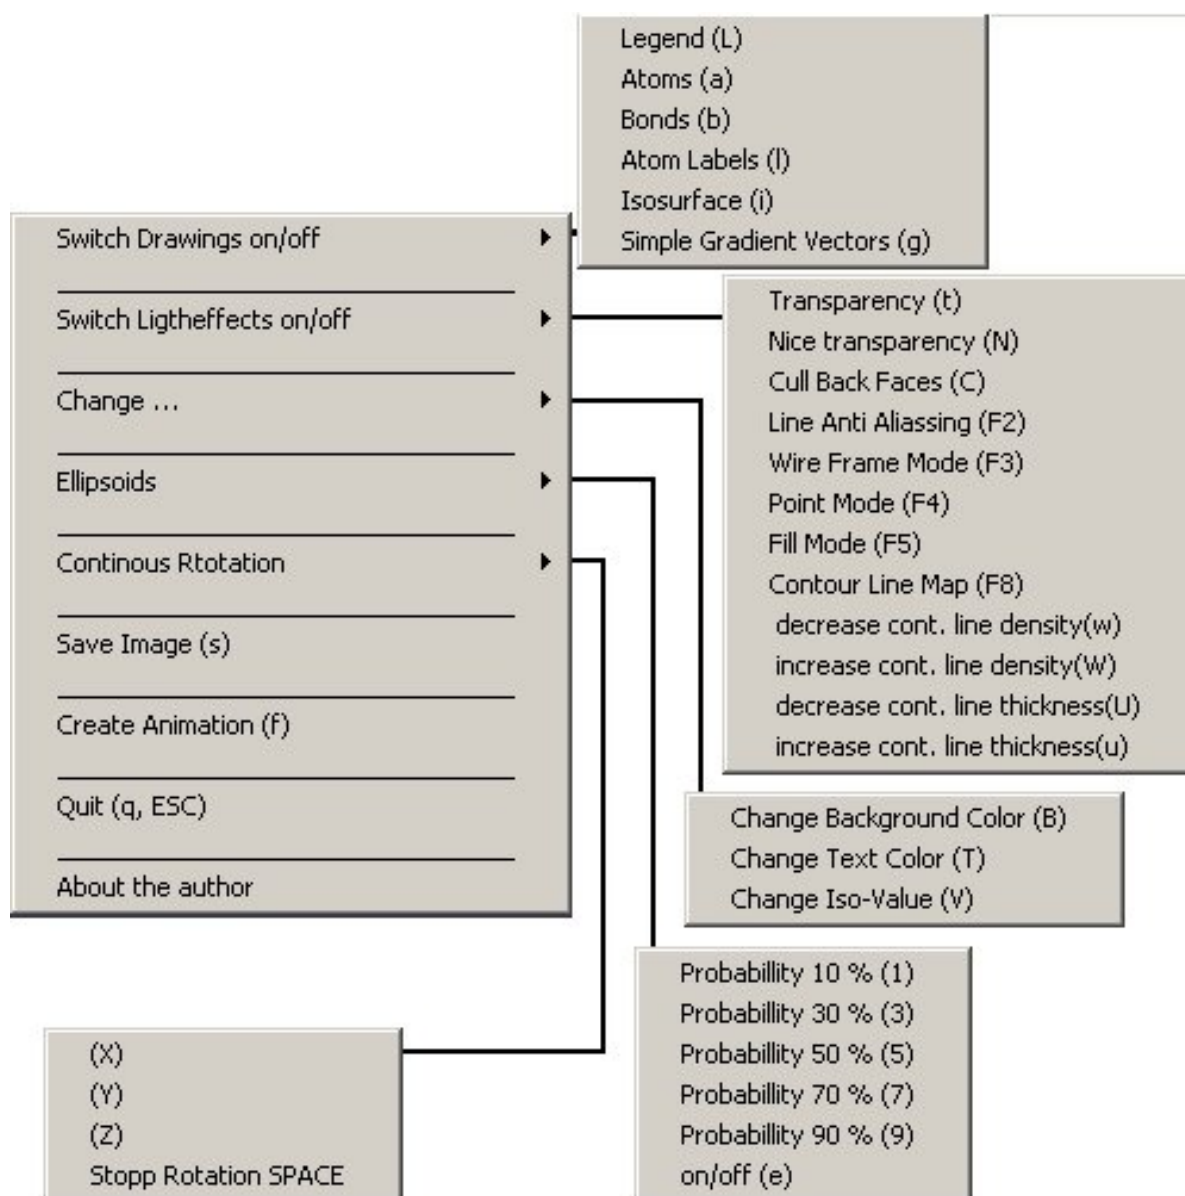 Legend (L)
Atoms (a)
Bonds (b)
Atom Labels (l)
Isosurface (i)
Simple Gradient Vectors (g)
Switch Drawings on/off
Switch Ligtheffects on/off
Change ...
Ellipsoids
Continous Rtotation
Save Image (s)
Create Animation (f)
Quit (q, ESC)
About the author
Transparency (t)
Nice transparency (N)
Cull Back Faces (C)
Line Anti Aliassing (F2)
Wire Frame Mode (F3)
Point Mode (F4)
Fill Mode (F5)
Contour Line Map (F8)
decrease cont. line density(w)
increase cont. line density(W)
decrease cont. line thickness(U)
increase cont. line thickness(u)
Change Background Color (B)
Change Text Color (T)
Change Iso-Value (V)
Probabillity 10 % (1)
Probabillity 30 % (3)
Probabillity 50 % (5)
Probabillity 70 % (7)
Probabillity 90 % (9)
on/off (e)
(X)
(Y)
(Z)
Stopp Rotation SPACE